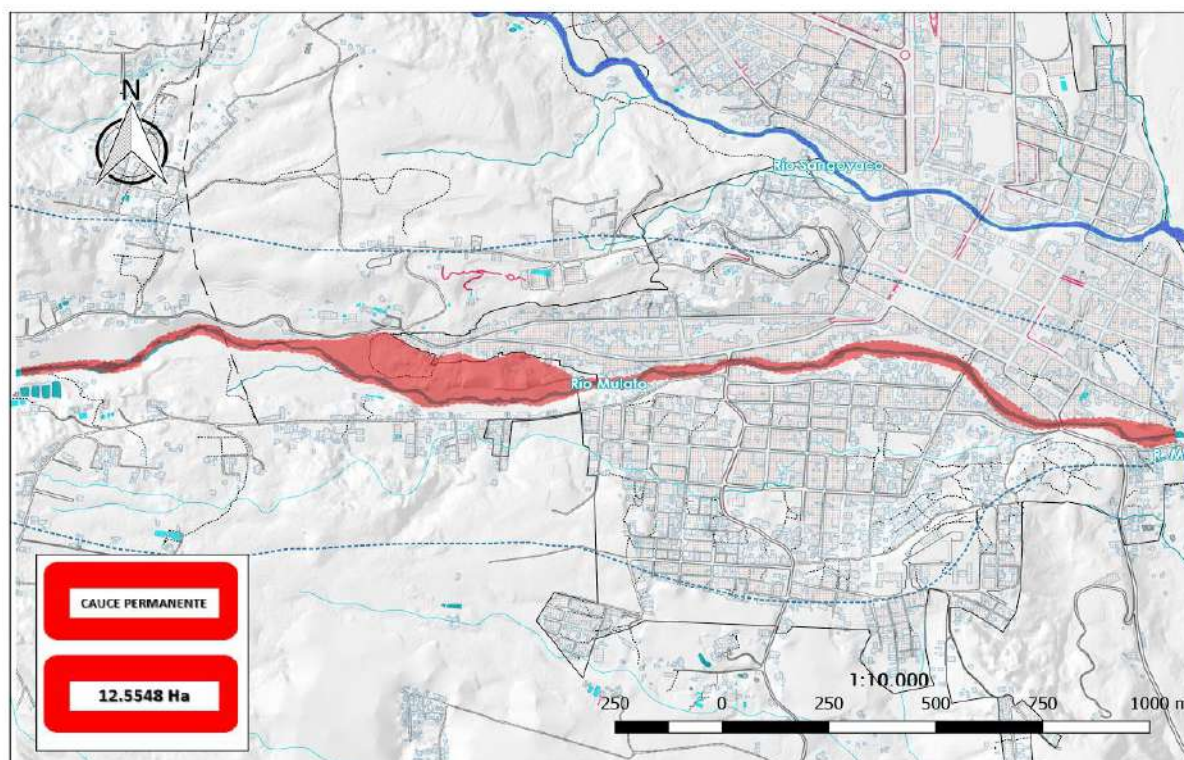 N
Río Sangoyaco
Río Mulato
R. M
CAUCE PERMANENTE
12.5548 Ha
1:10.000
250 0 250 500 750 1000 m